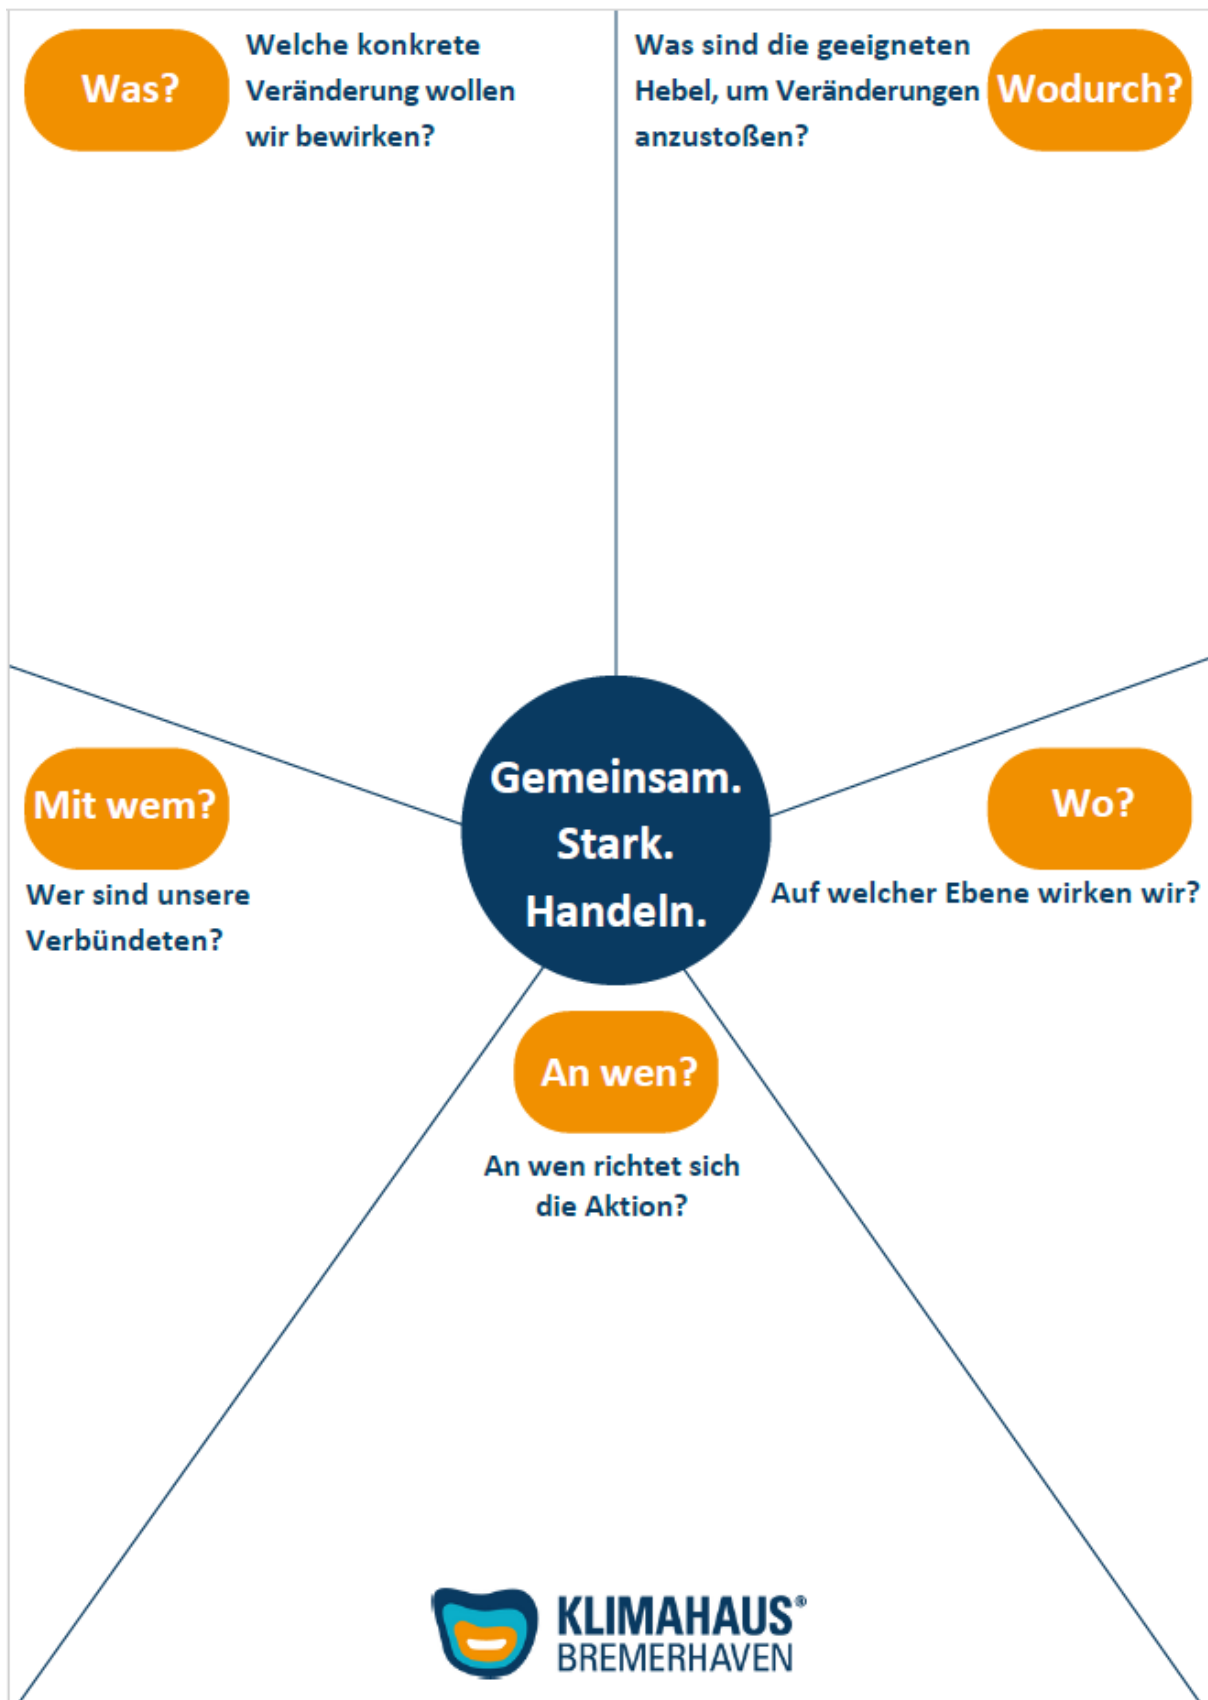 Was?
Welche konkrete
Veränderung wollen
wir bewirken?
Was sind die geeigneten
Hebel, um Veränderungen
anzustoßen?
Wodurch?
Gemeinsam.
Stark.
Handeln.
Mit wem?
Wer sind unsere
Verbündeten?
Wo?
Auf welcher Ebene wirken wir?
An wen?
An wen richtet sich
die Aktion?
KLIMAHAUS®
BREMERHAVEN